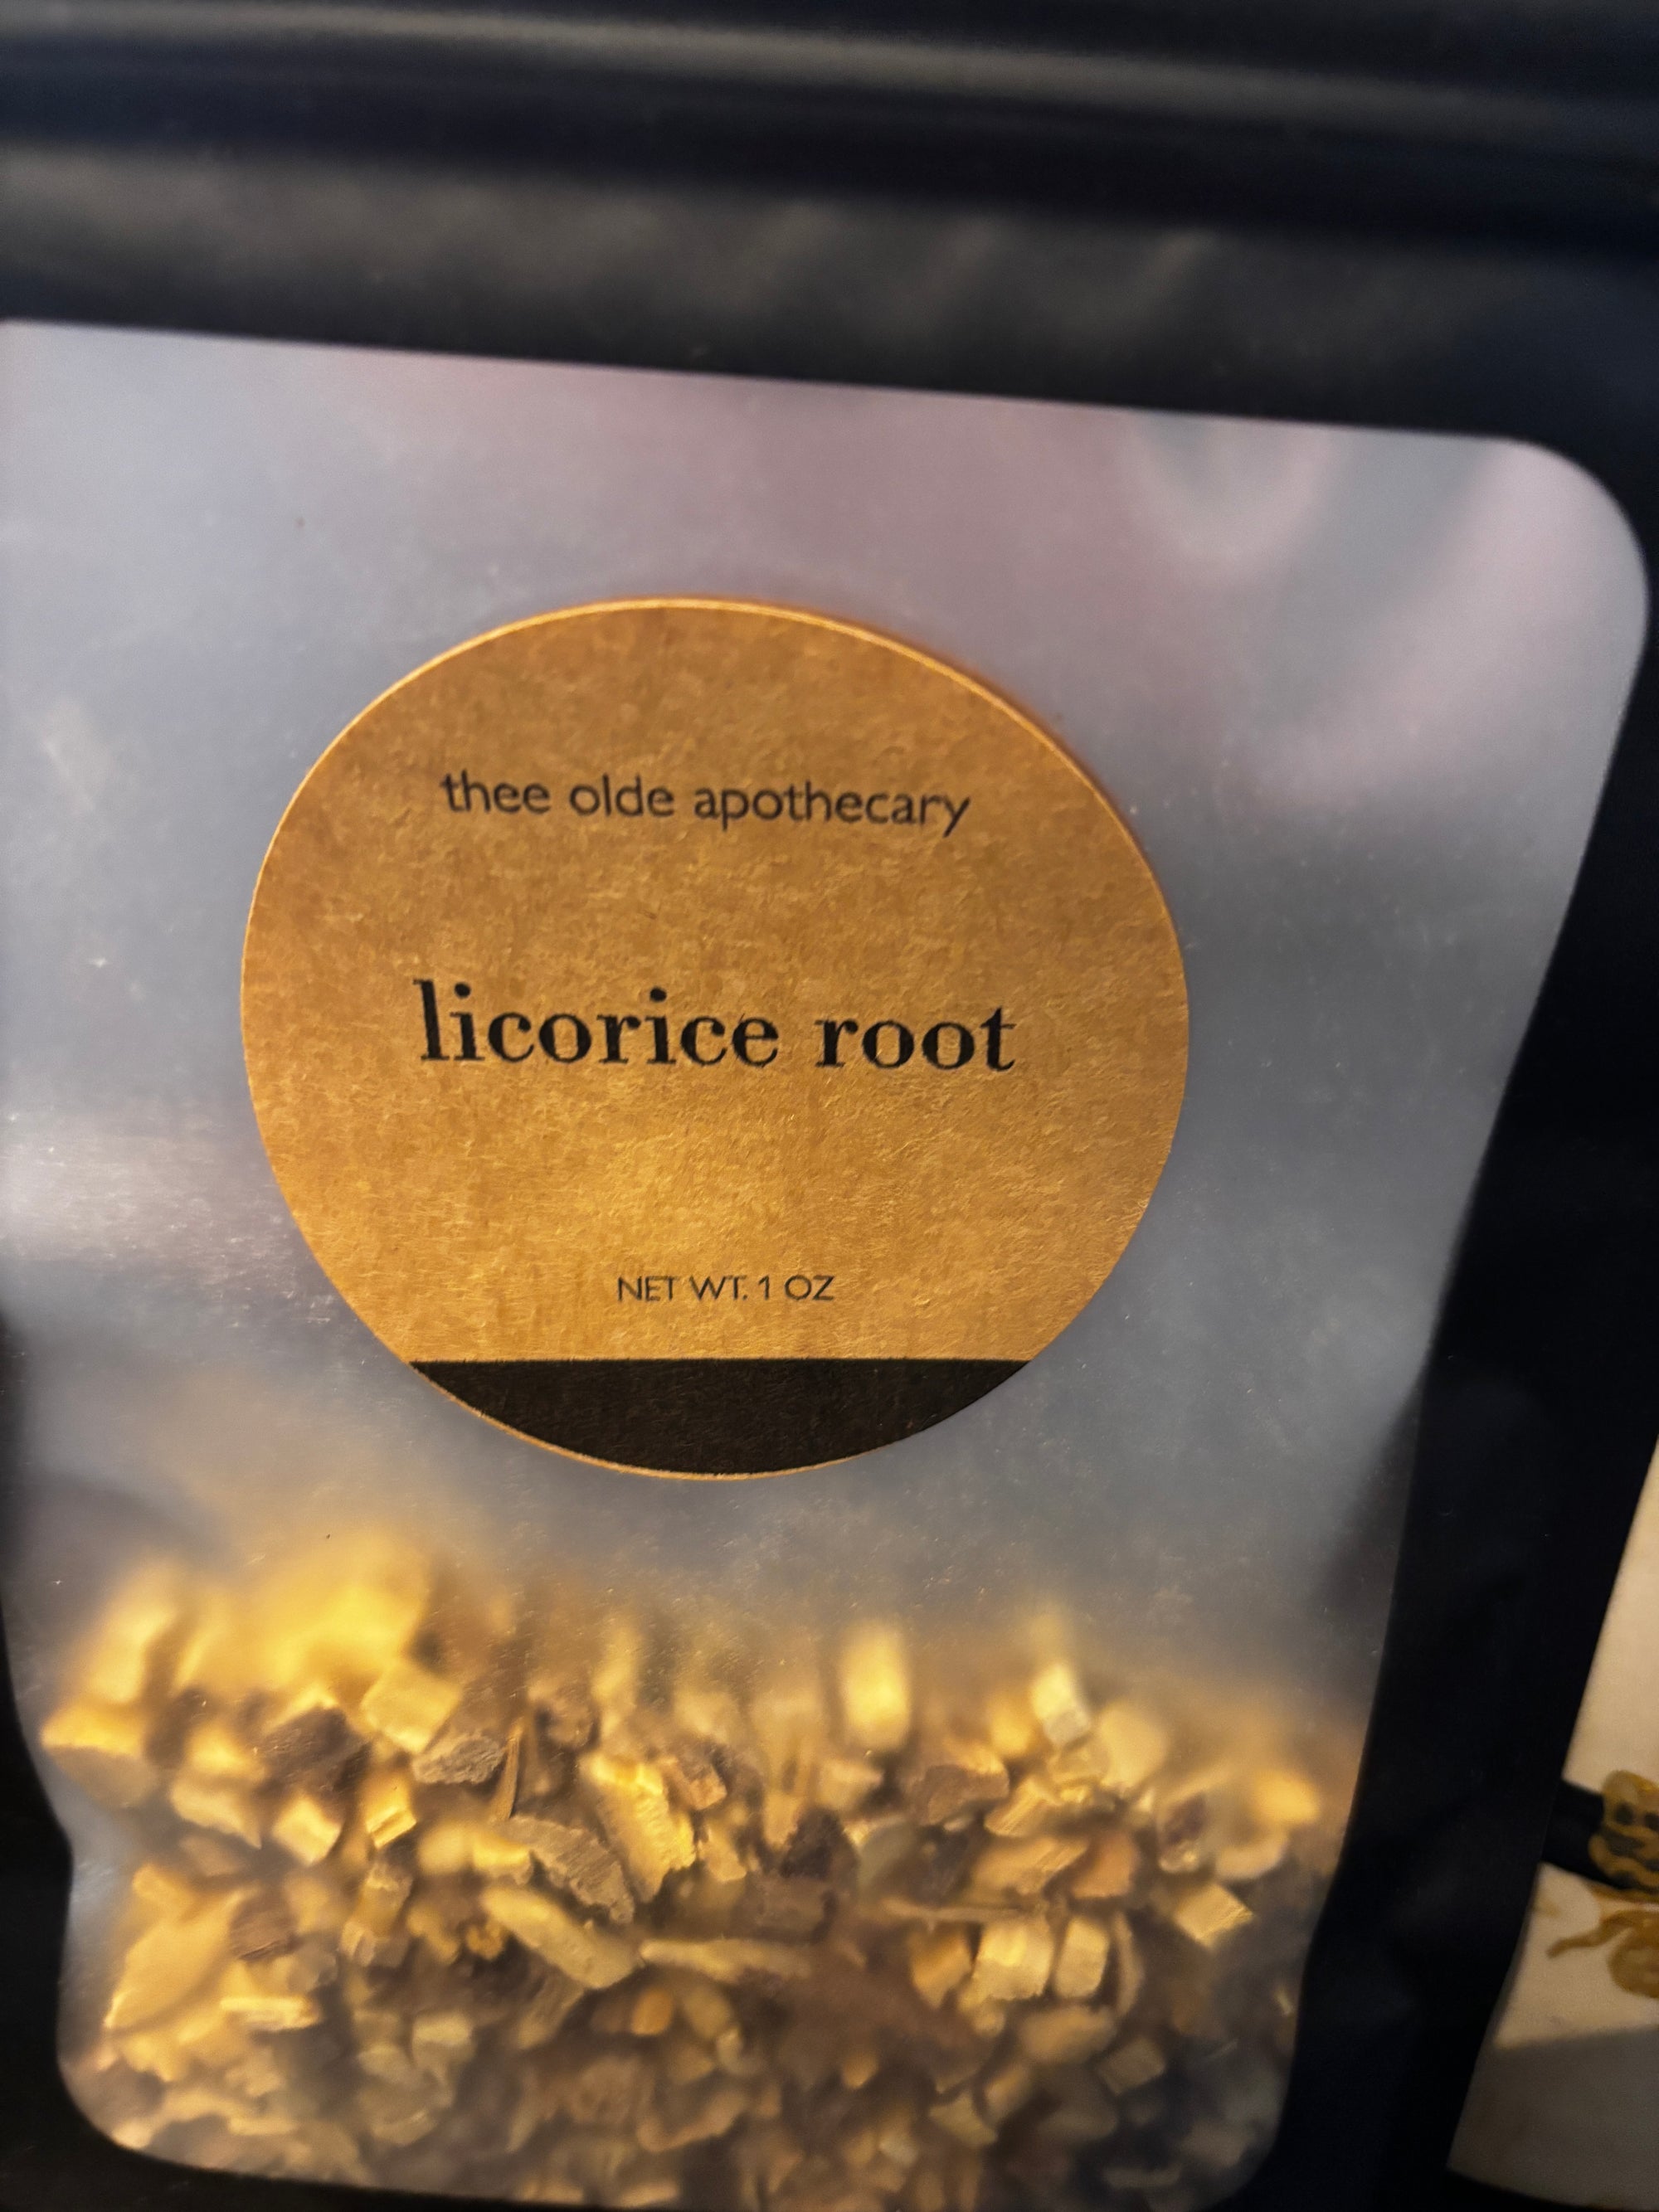 thee olde apothecary
licorice root
NET WT. 1 OZ